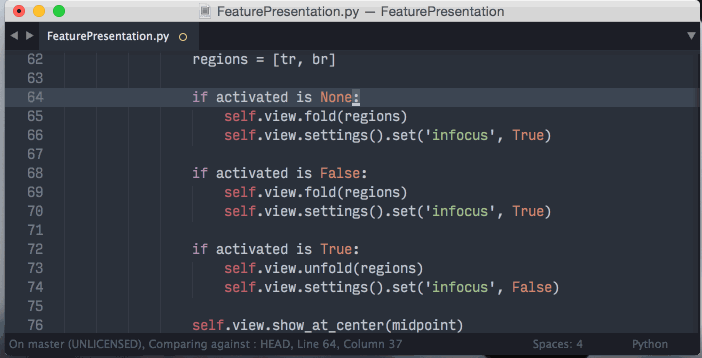 FeaturePresentation.py — FeaturePresentation
FeaturePresentation.py
62 regions = [tr, br]
63
64 if activated is None:
65 self.view.fold(regions)
66 self.view.settings().set('infocus', True)
67
68 if activated is False:
69 self.view.fold(regions)
70 self.view.settings().set('infocus', True)
71
72 if activated is True:
73 self.view.unfold(regions)
74 self.view.settings().set('infocus', False)
75
76 self.view.show_at_center(midpoint)
On master (UNLICENSED), Comparing against : HEAD, Line 64, Column 37 Spaces: 4 Python